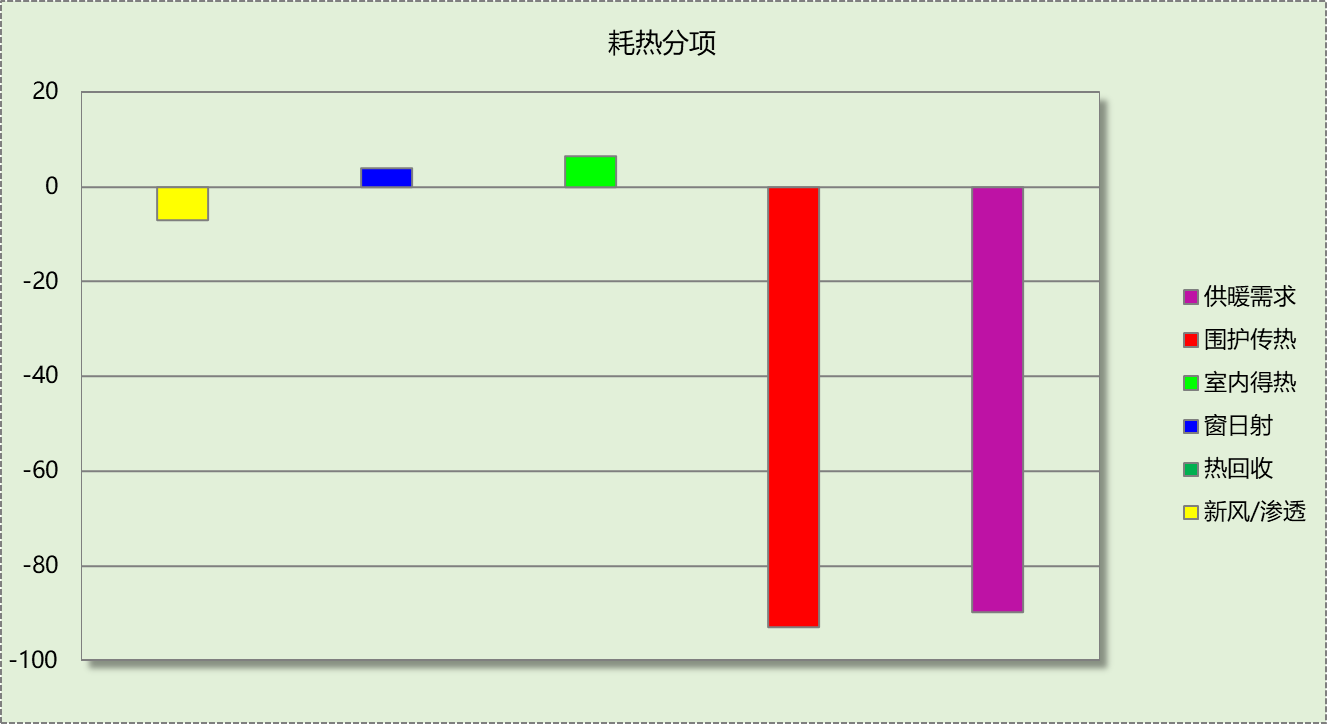 耗热分项
20
0
-20
-40
-60
-80
-100
供暖需求
围护传热
室内得热
窗日射
热回收
新风/渗透